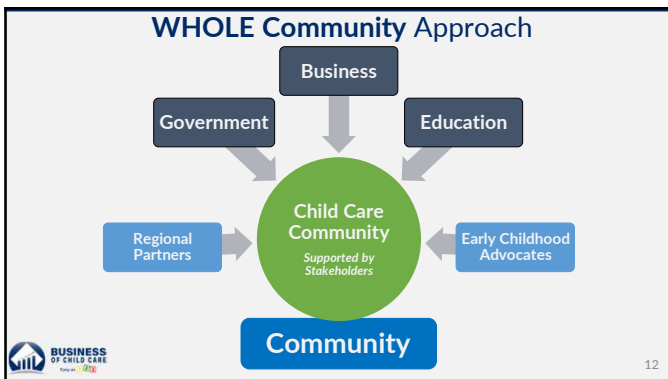 WHOLE Community Approach
Business
Government
Education
Child Care
Community
Supported by
Stakeholders
Regional
Partners
Early Childhood
Advocates
Community
BUSINESS
OF CHILD CARE
12